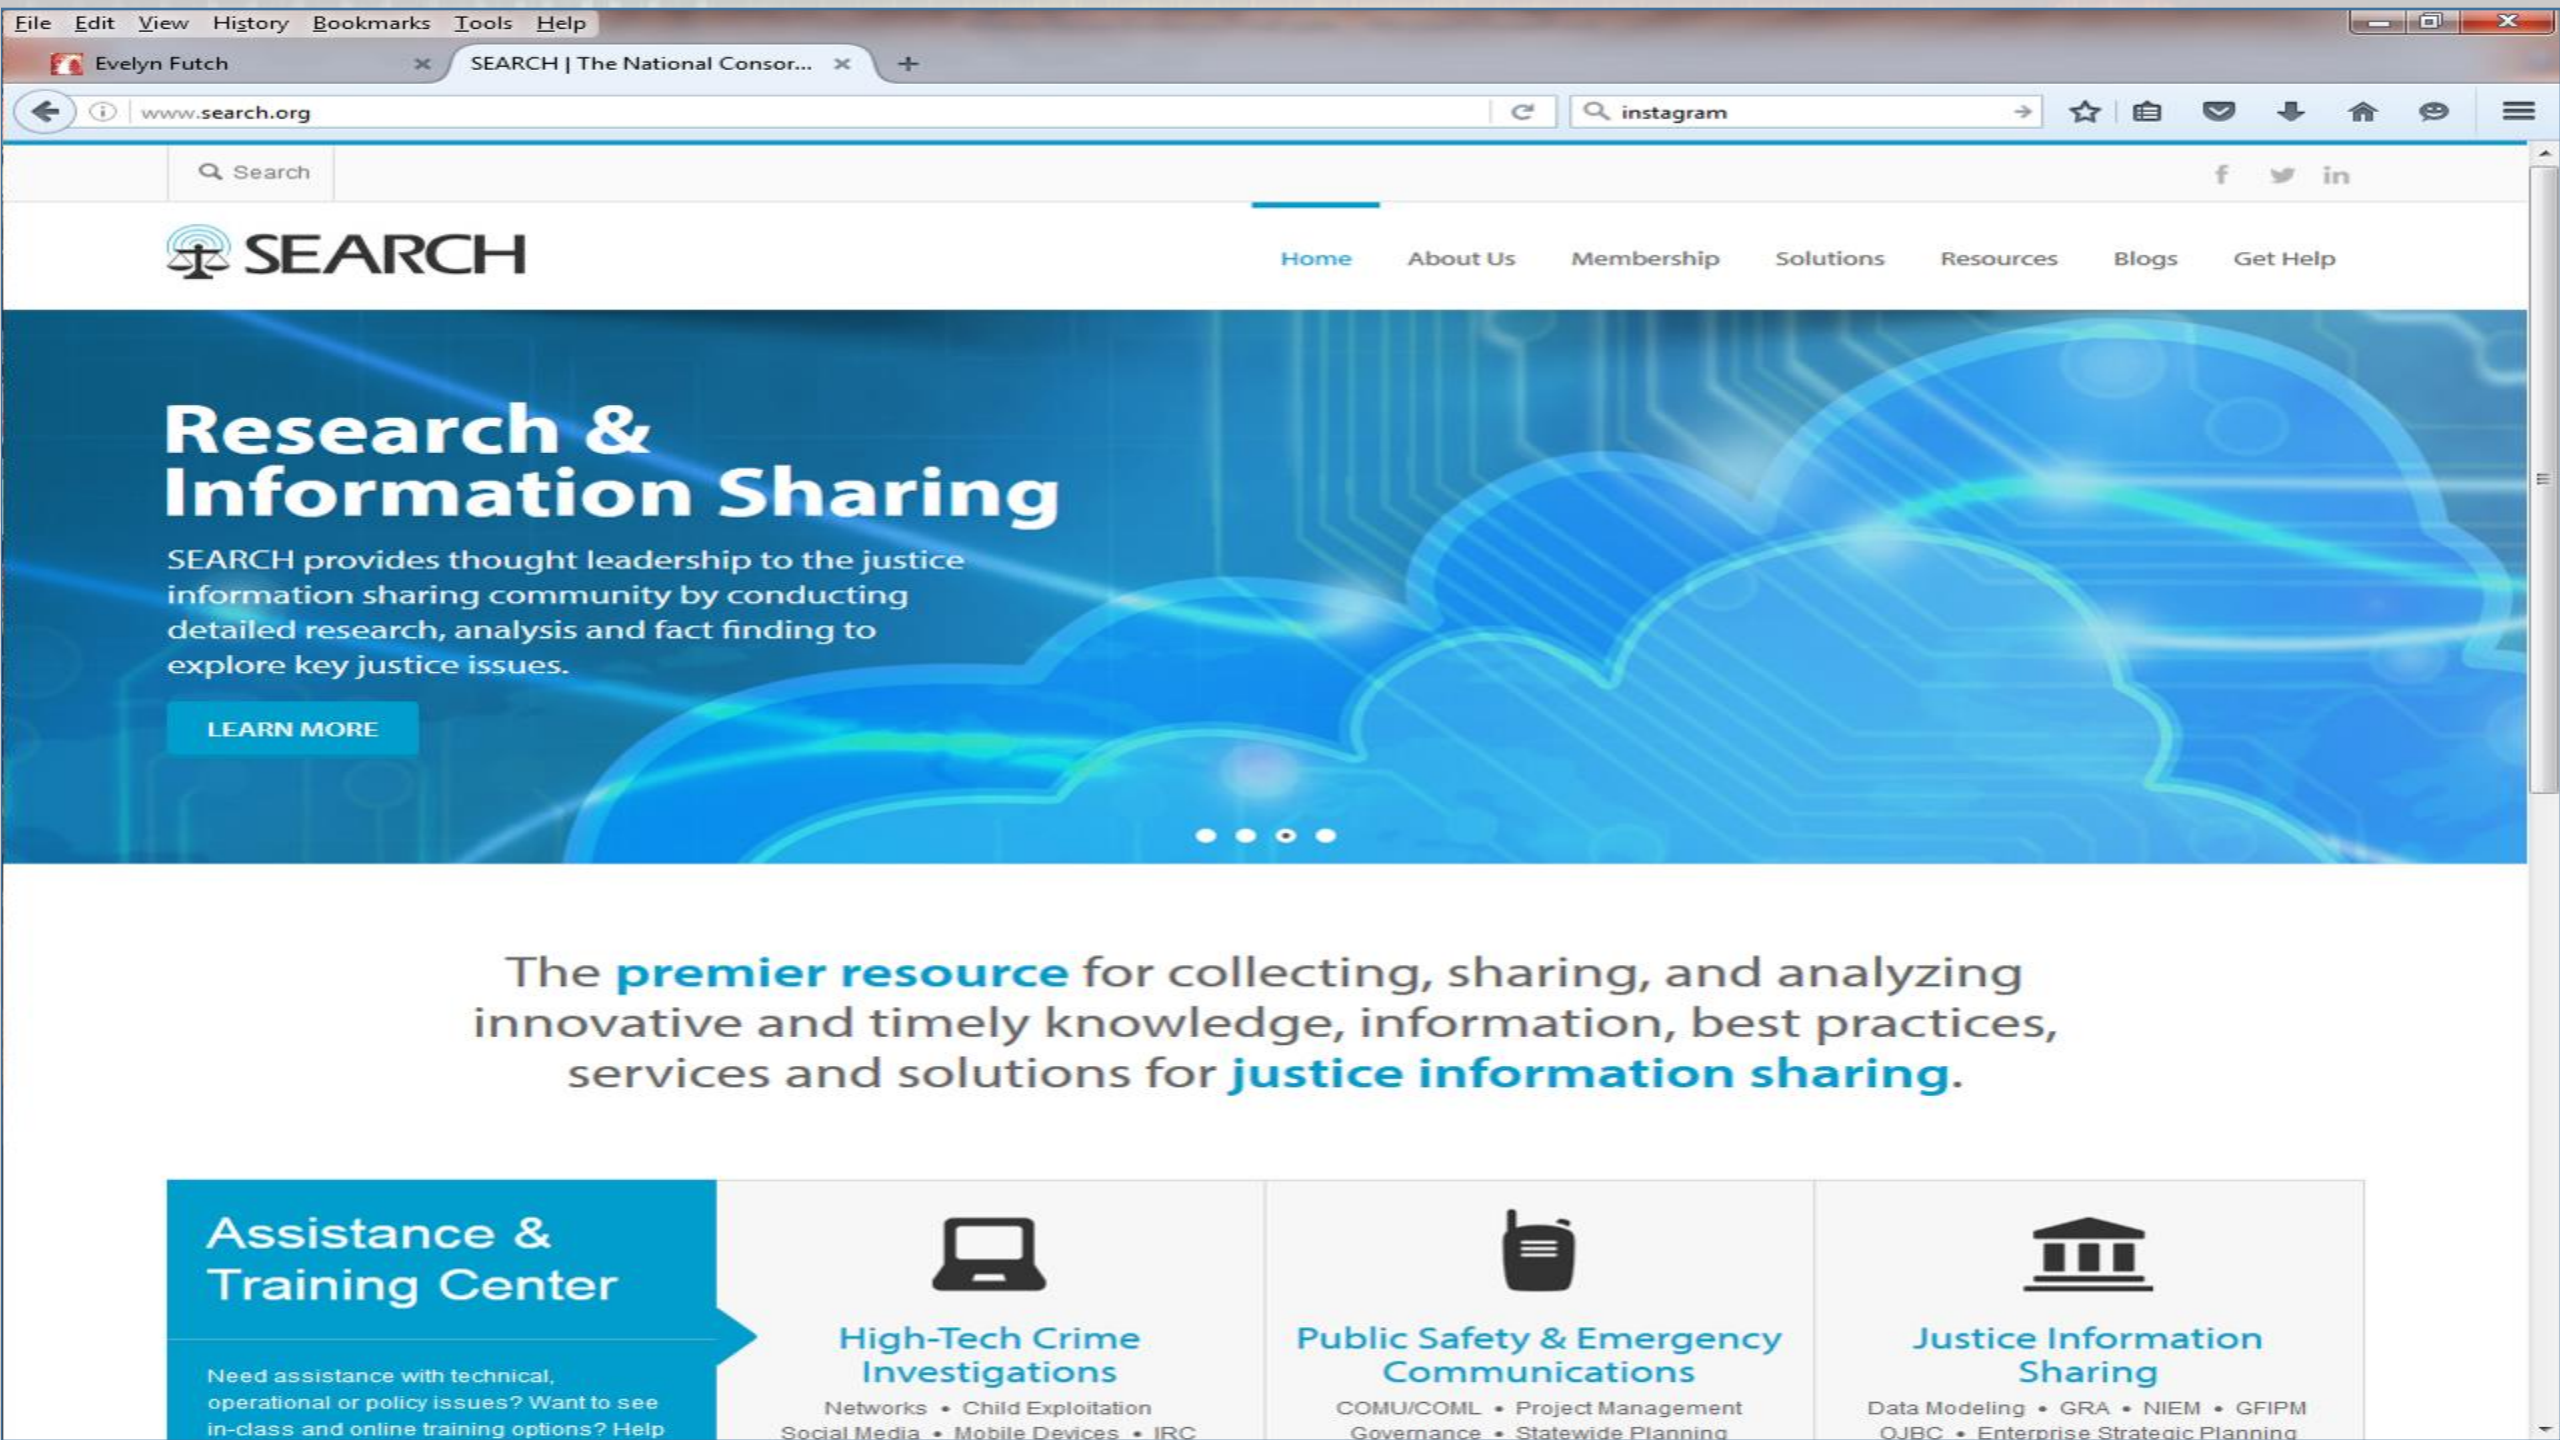 File Edit View History Bookmarks Tools Help
Evelyn Futch
SEARCH | The National Consor...
www.search.org
instagram
Search
f in
SEARCH
Home About Us Membership Solutions Resources Blogs Get Help
Research &
Information Sharing
SEARCH provides thought leadership to the justice
information sharing community by conducting
detailed research, analysis and fact finding to
explore key justice issues.
LEARN MORE
The premier resource for collecting, sharing, and analyzing
innovative and timely knowledge, information, best practices,
services and solutions for justice information sharing.
Assistance &
Training Center
Need assistance with technical,
operational or policy issues? Want to see
in-class and online training options? Help
High-Tech Crime
Investigations
Networks • Child Exploitation
Social Media • Mobile Devices • IRC
Public Safety & Emergency
Communications
COMU/COML • Project Management
Governance • Statewide Planning
Justice Information
Sharing
Data Modeling • GRA • NIEM • GFIPM
OJBC • Enterprise Strategic Planning